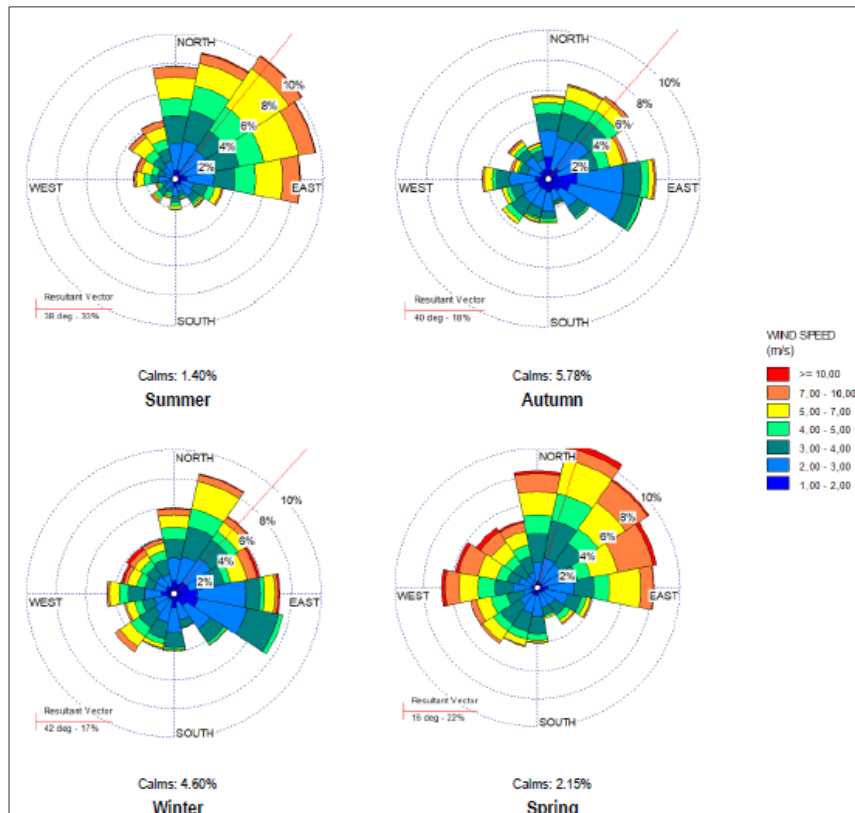 NORTH
10%
8%
6%
4%
2%
WEST
EAST
Resultant Vector
38 deg - 33%
SOUTH
Calms: 1.40%
Summer
NORTH
10%
8%
6%
4%
2%
WEST
EAST
Resultant Vector
40 deg - 18%
SOUTH
Calms: 5.78%
Autumn
WIND SPEED
(m/s)
>= 10,00
7,00 - 10,00
5,00 - 7,00
4,00 - 5,00
3,00 - 4,00
2,00 - 3,00
1,00 - 2,00
NORTH
10%
8%
6%
4%
2%
WEST
EAST
Resultant Vector
42 deg - 17%
SOUTH
Calms: 4.60%
Winter
NORTH
10%
8%
6%
4%
2%
WEST
EAST
Resultant Vector
16 deg - 22%
SOUTH
Calms: 2.15%
Spring